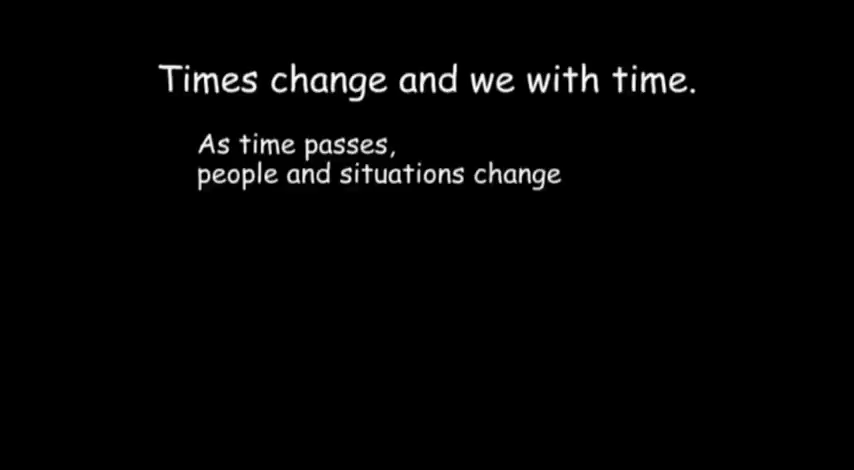 Times change and we with time.
As time passes,
people and situations change